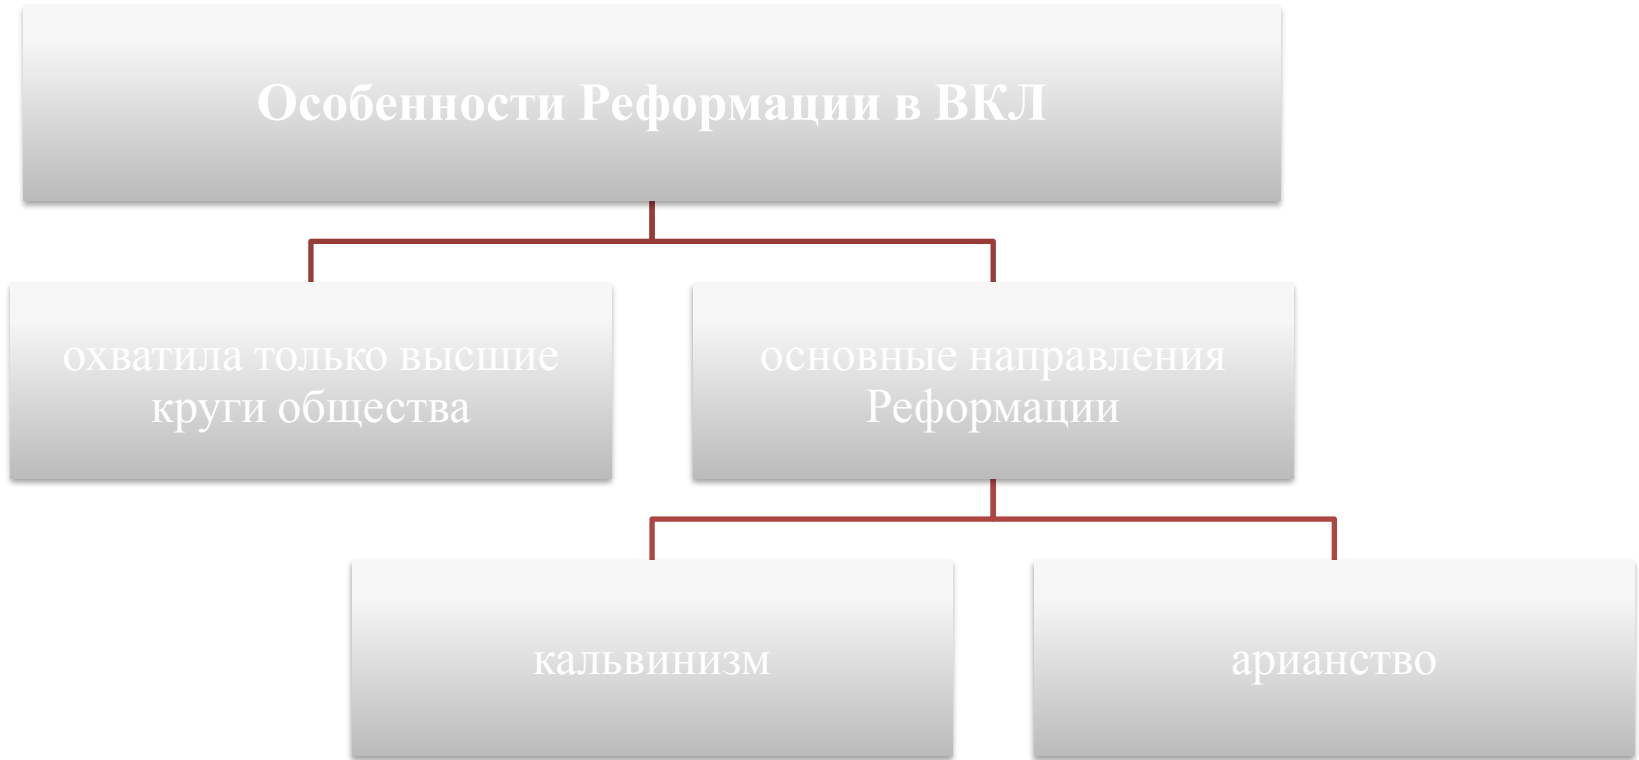 Особенности Реформации в ВКЛ
охватила только высшие
круги общества
основные направления
Реформации
кальвинизм
арианство